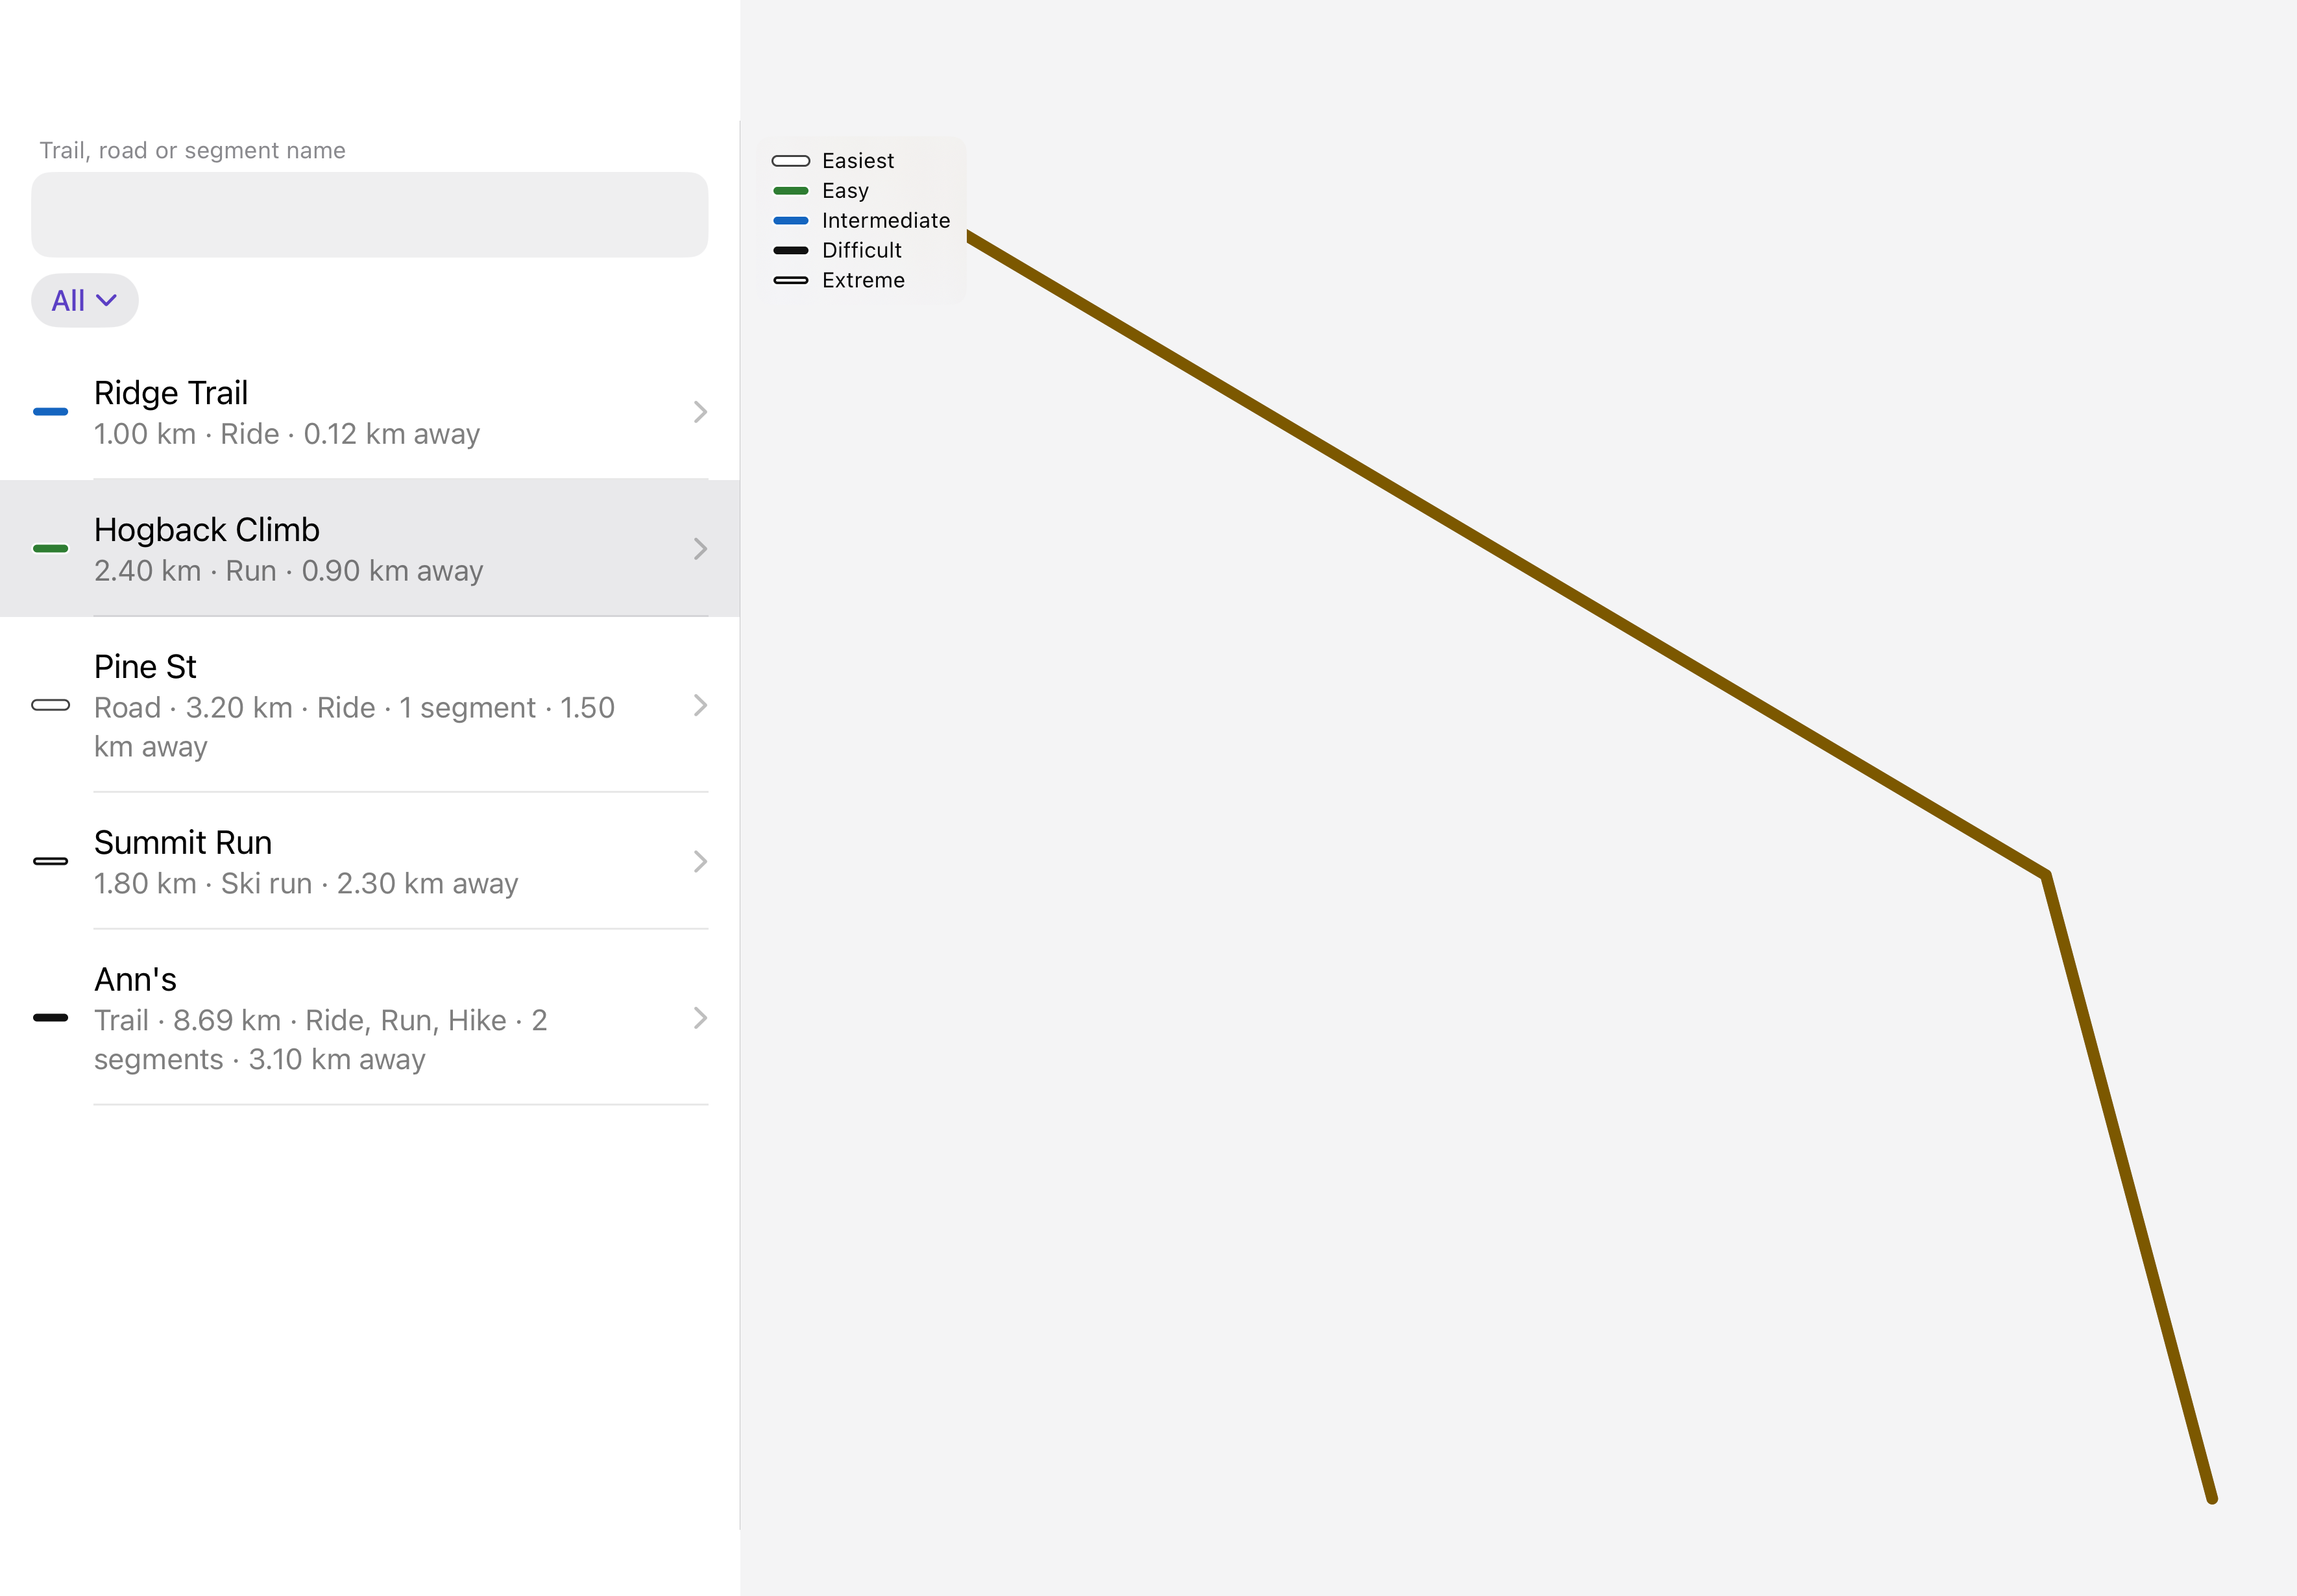 Trail, road or segment name
All
Ridge Trail
1.00 km · Ride · 0.12 km away
Hogback Climb
2.40 km · Run · 0.90 km away
Pine St
Road · 3.20 km · Ride · 1 segment · 1.50
km away
Summit Run
1.80 km · Ski run · 2.30 km away
Ann's
Trail · 8.69 km · Ride, Run, Hike · 2
segments · 3.10 km away
Easiest
Easy
Intermediate
Difficult
Extreme